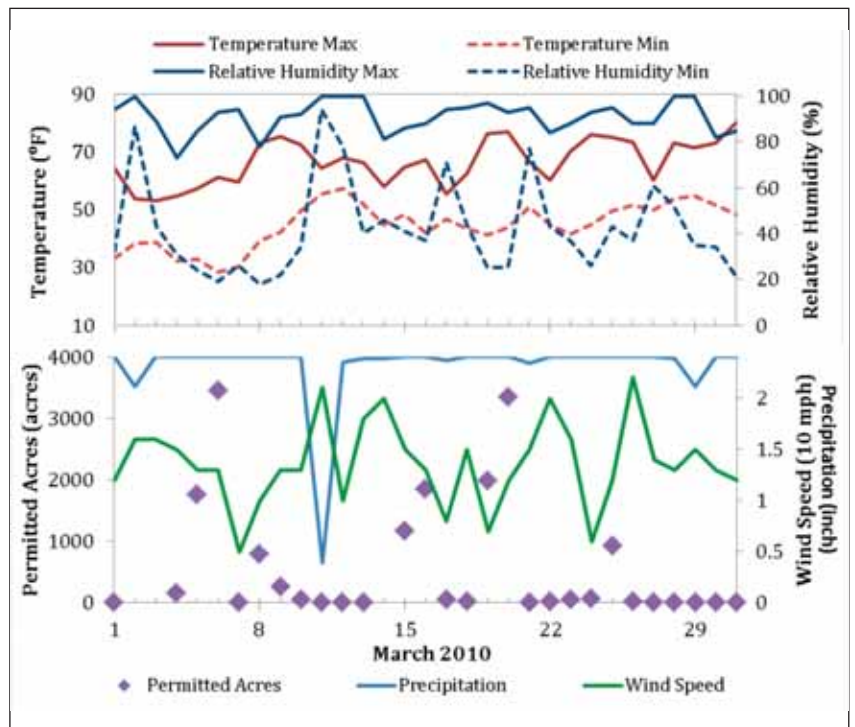 Temperature Max Temperature Min
Relative Humidity Max Relative Humidity Min
90
70
50
30
10
Temperature (ºF)
100
80
60
40
20
0
Relative Humidity (%)
4000
3000
2000
1000
0
Permitted Acres (acres)
2
1.5
1
0.5
0
Wind Speed (10 mph)
Precipitation (inch)
1 8 15 22 29
March 2010
Permitted Acres Precipitation Wind Speed